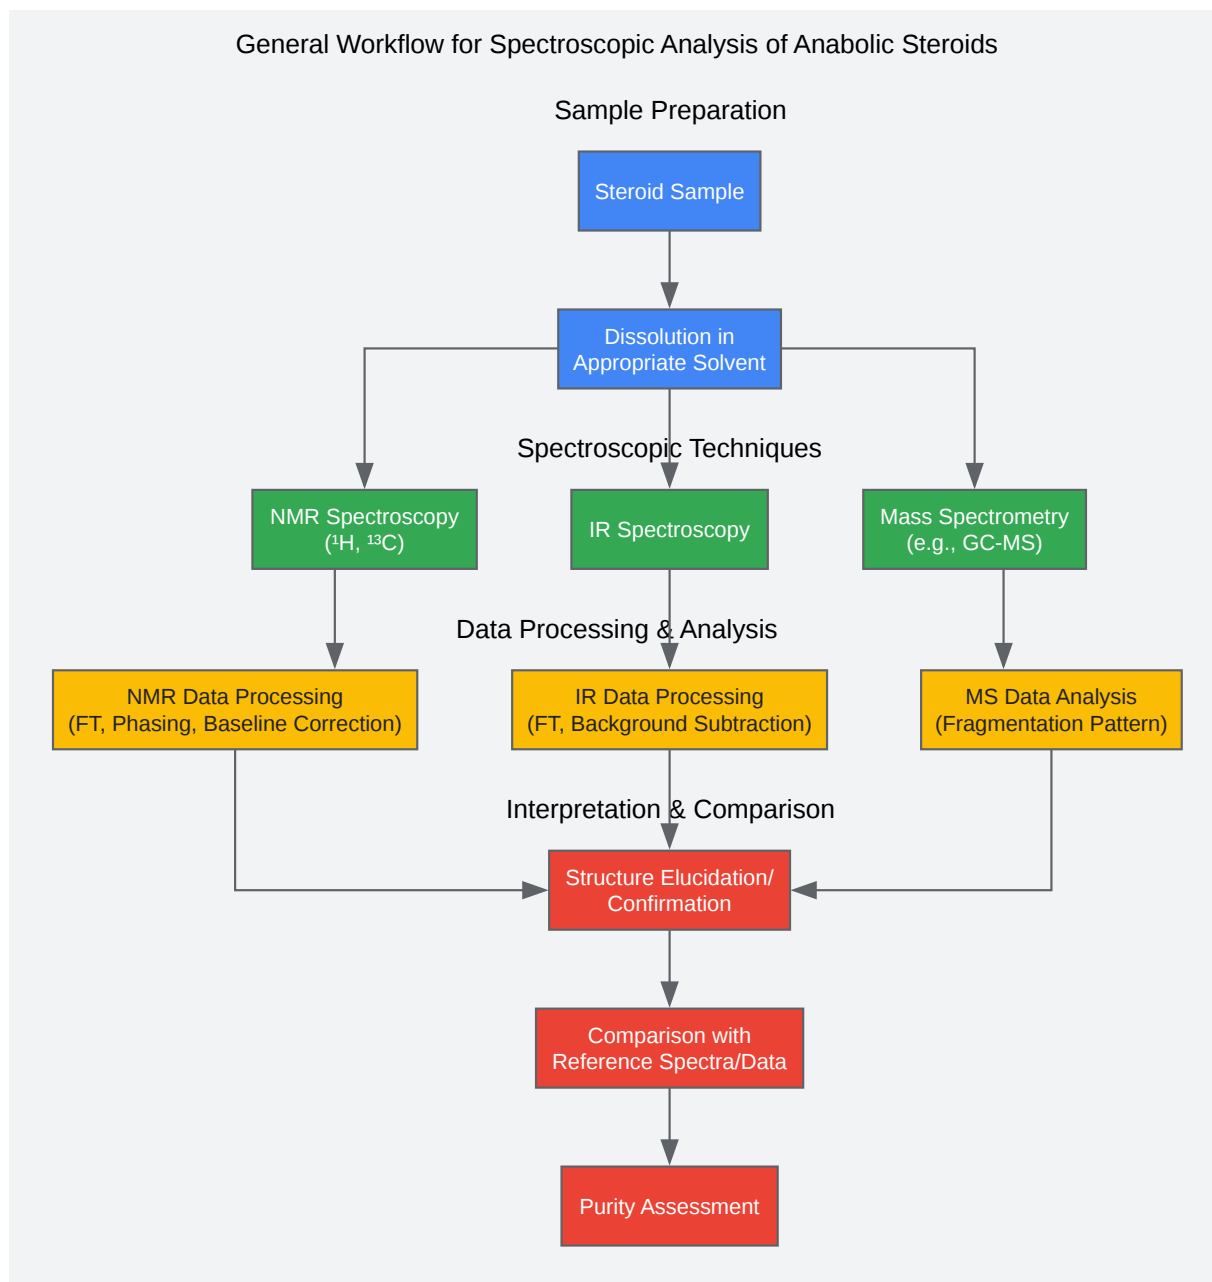 General Workflow for Spectroscopic Analysis of Anabolic Steroids
Sample Preparation
Steroid Sample
Dissolution in
Appropriate Solvent
Spectroscopic Techniques
NMR Spectroscopy
(¹H, ¹³C)
IR Spectroscopy
Mass Spectrometry
(e.g., GC-MS)
Data Processing & Analysis
NMR Data Processing
(FT, Phasing, Baseline Correction)
IR Data Processing
(FT, Background Subtraction)
MS Data Analysis
(Fragmentation Pattern)
Interpretation & Comparison
Structure Elucidation/
Confirmation
Comparison with
Reference Spectra/Data
Purity Assessment